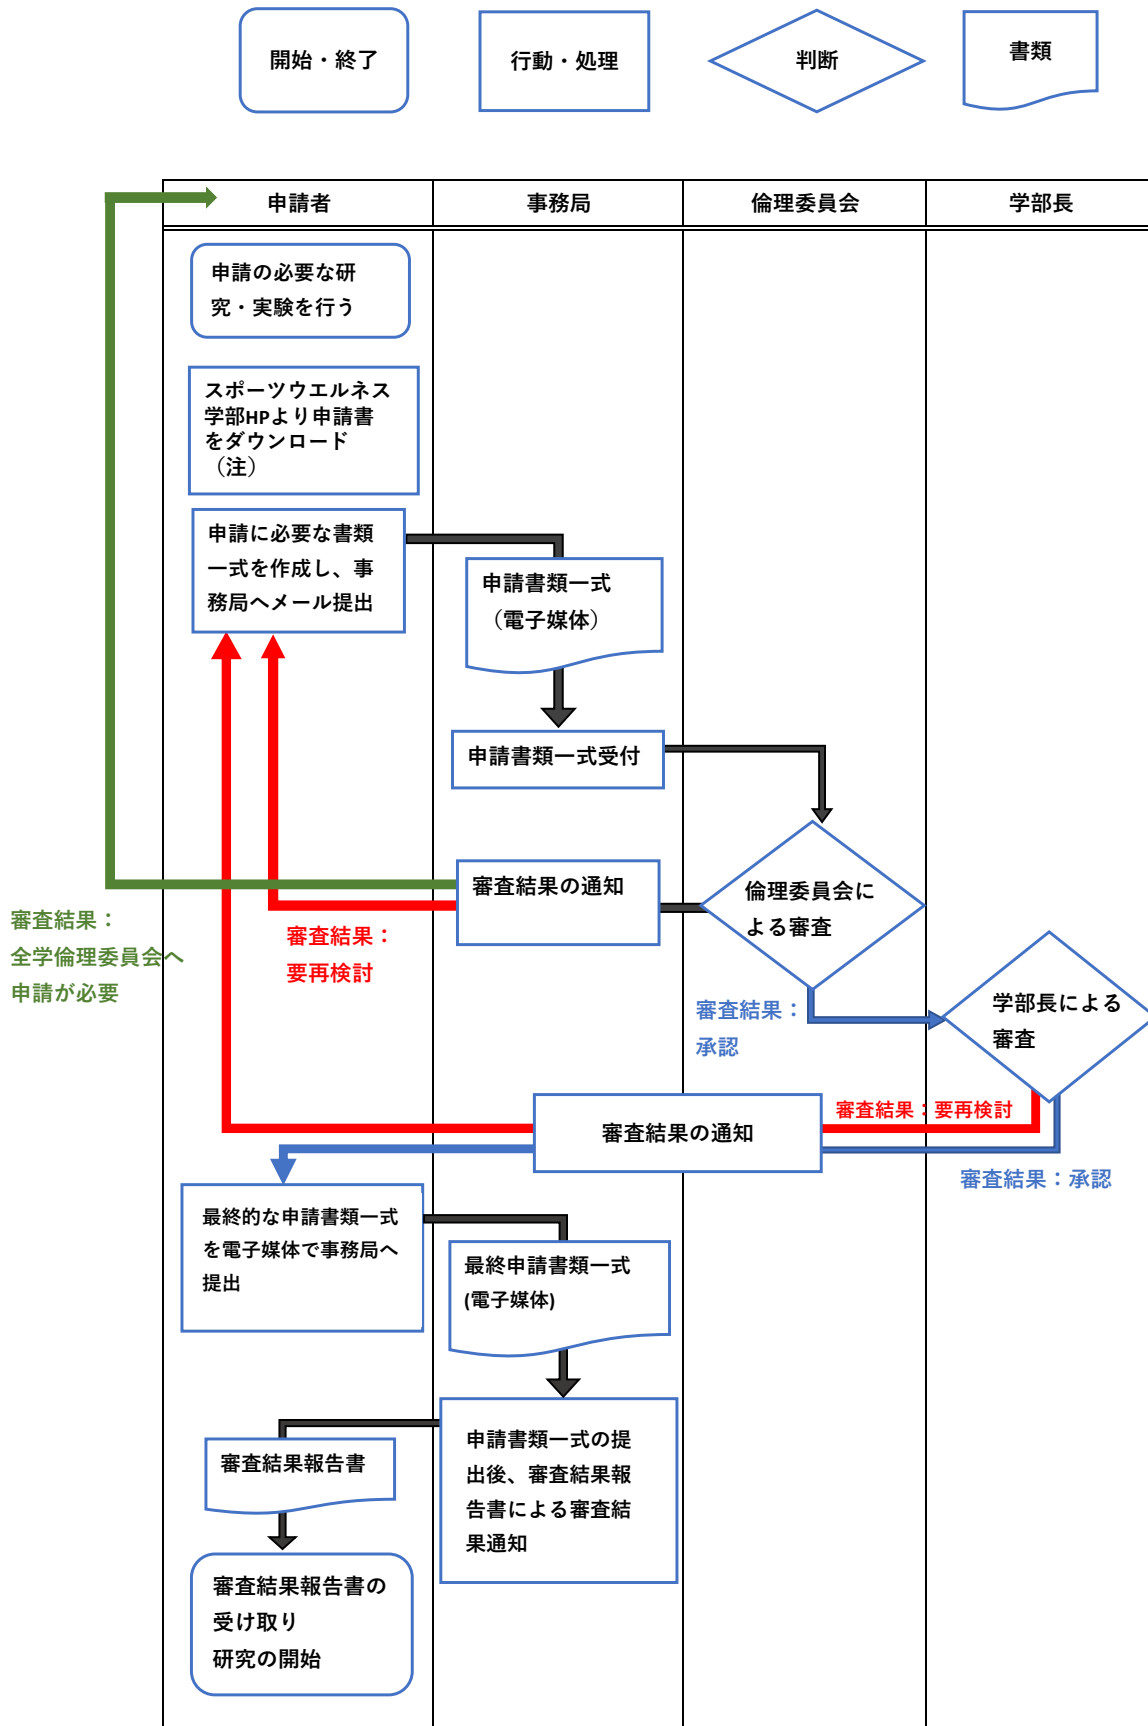 開始・終了
行動・処理
判断
書類
申請者
事務局
倫理委員会
学部長
申請の必要な研
究・実験を行う
スポーツウエルネス
学部HPより申請書
をダウンロード
（注）
申請に必要な書類
一式を作成し、事
務局へメール提出
申請書類一式
（電子媒体）
申請書類一式受付
審査結果の通知
倫理委員会に
よる審査
審査結果：
全学倫理委員会へ
申請が必要
審査結果：
要再検討
審査結果：
承認
学部長による
審査
審査結果の通知
審査結果：要再検討
審査結果：承認
最終的な申請書類一式
を電子媒体で事務局へ
提出
最終申請書類一式
(電子媒体)
申請書類一式の提
出後、審査結果報
告書による審査結
果通知
審査結果報告書
審査結果報告書の
受け取り
研究の開始